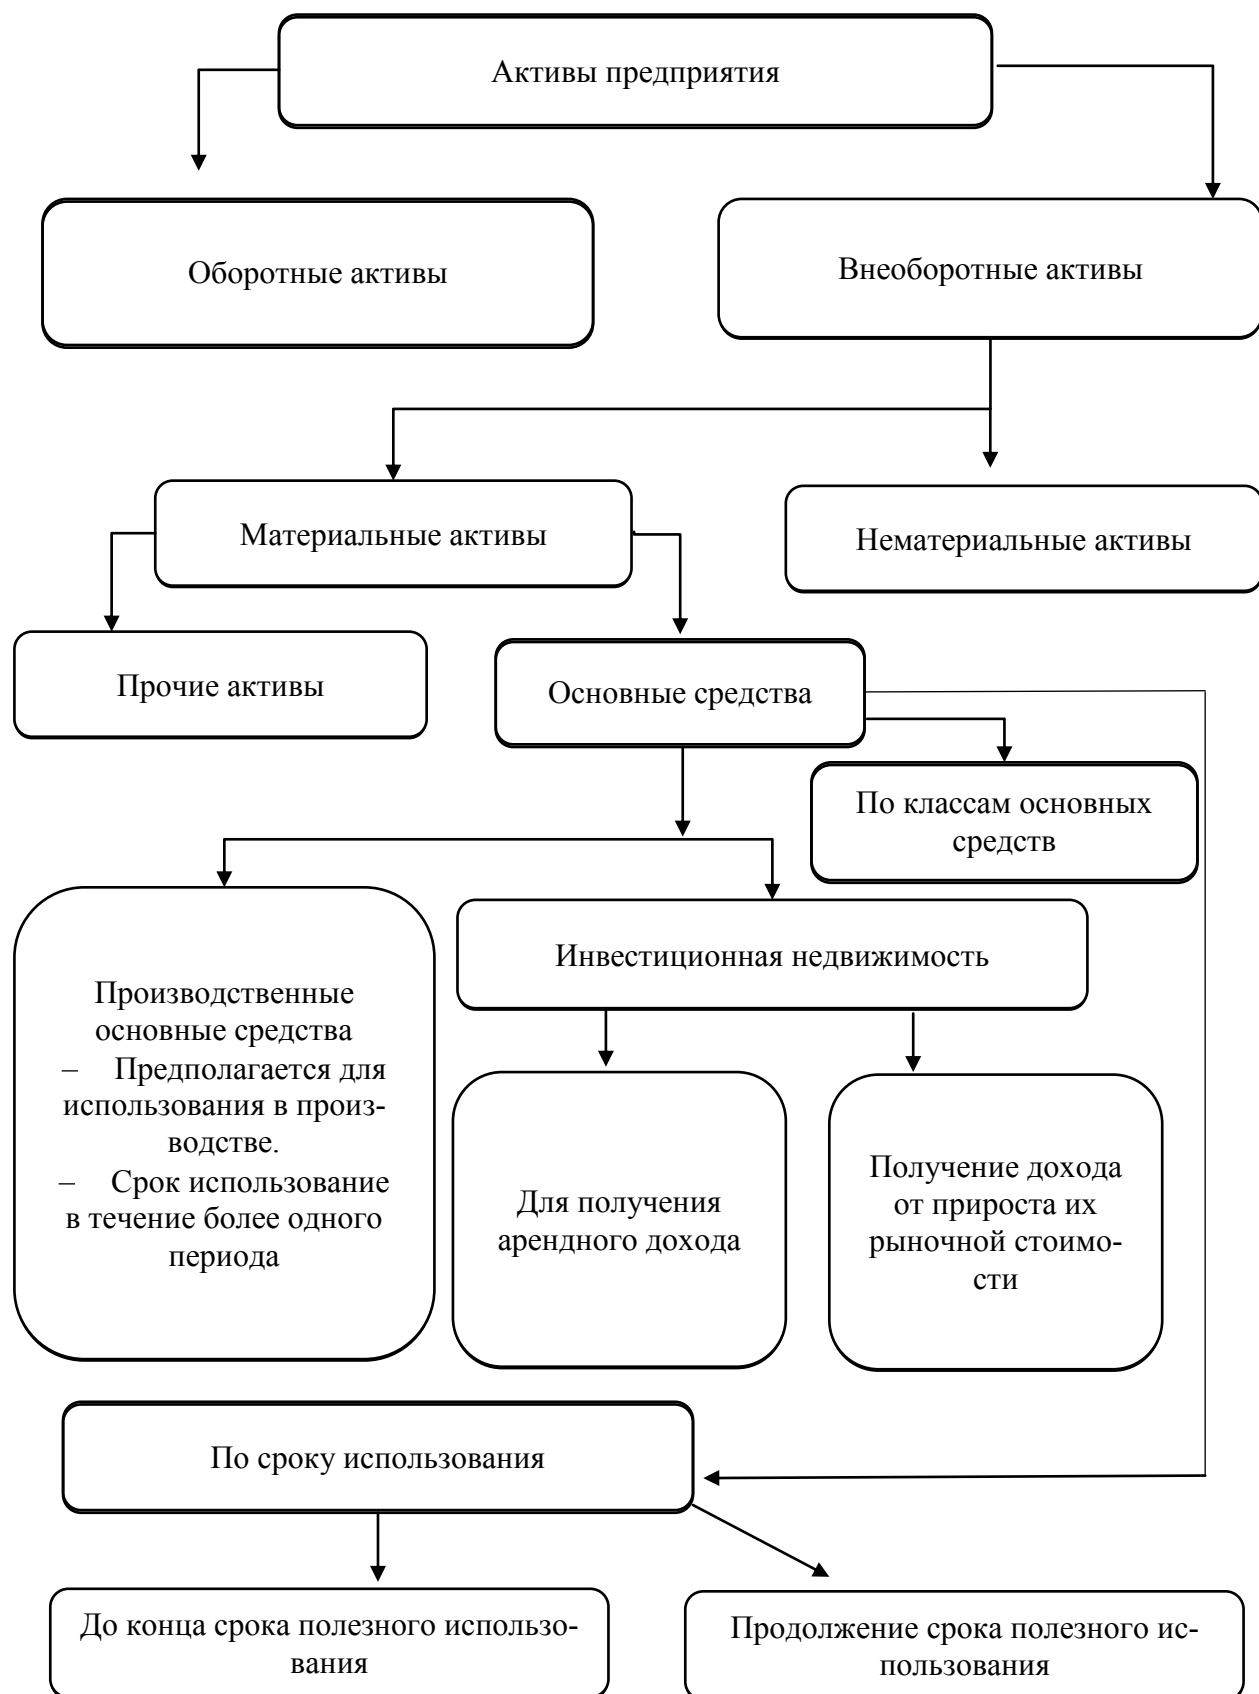 Активы предприятия
Оборотные активы
Внеоборотные активы
Материальные активы
Нематериальные активы
Прочие активы
Основные средства
По классам основных
средств
Инвестиционная недвижимость
Производственные
основные средства
– Предполагается для
использования в произ-
водстве.
– Срок использование
в течение более одного
периода
Для получения
арендного дохода
Получение дохода
от прироста их
рыночной стоимо-
сти
По сроку использования
До конца срока полезного использо-
вания
Продолжение срока полезного ис-
пользования